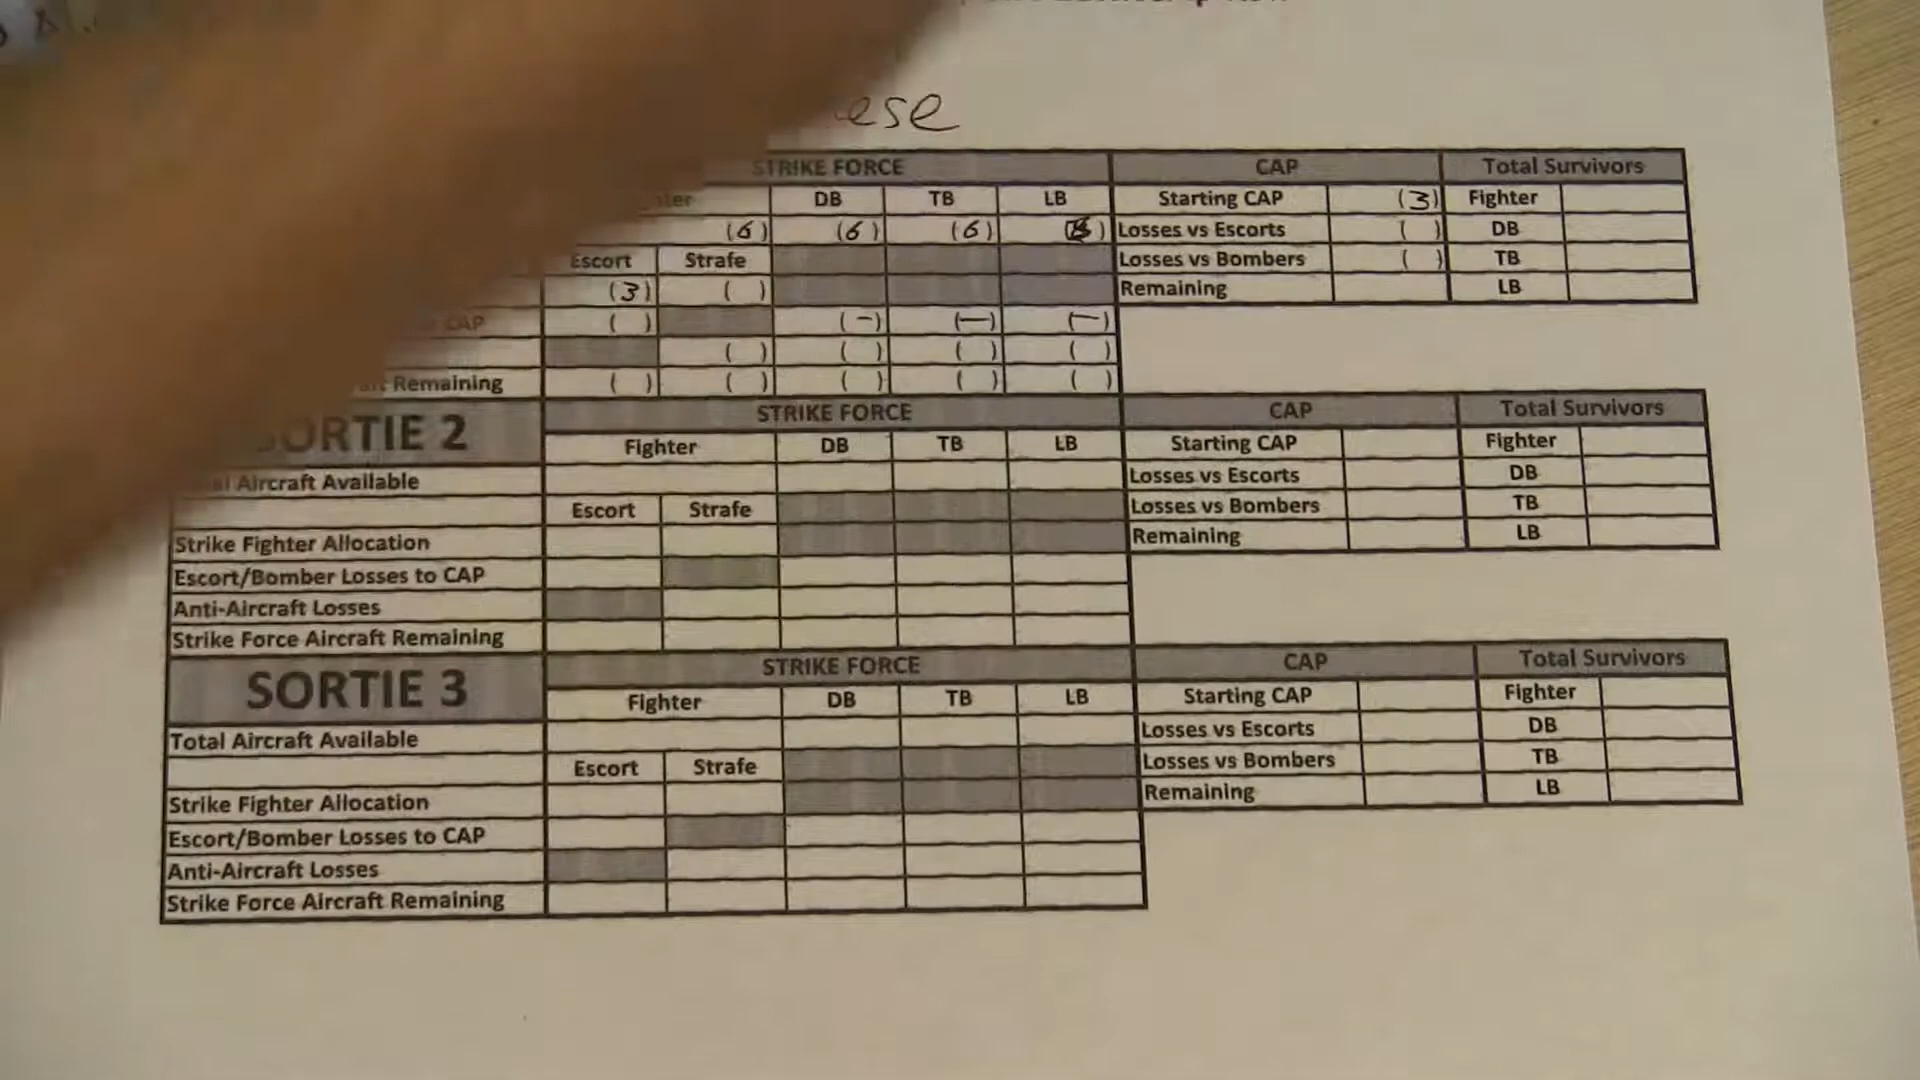 ese
STRIKE FORCE CAP Total Survivors
DB TB LB Starting CAP (3) Fighter
(6) (6) (6) Losses vs Escorts ( ) DB
Escort Strafe Losses vs Bombers ( ) TB
(3) ( ) Remaining LB
CAP ( ) (-) (-) (-)
( ) ( ) ( ) ( )
Remaining ( ) ( ) ( ) ( ) ( )
SORTIE 2 STRIKE FORCE CAP Total Survivors
Fighter DB TB LB Starting CAP Fighter
Aircraft Available Losses vs Escorts DB
Escort Strafe Losses vs Bombers TB
Strike Fighter Allocation Remaining LB
Escort/Bomber Losses to CAP
Anti-Aircraft Losses
Strike Force Aircraft Remaining
SORTIE 3 STRIKE FORCE CAP Total Survivors
Fighter DB TB LB Starting CAP Fighter
Total Aircraft Available Losses vs Escorts DB
Escort Strafe Losses vs Bombers TB
Strike Fighter Allocation Remaining LB
Escort/Bomber Losses to CAP
Anti-Aircraft Losses
Strike Force Aircraft Remaining